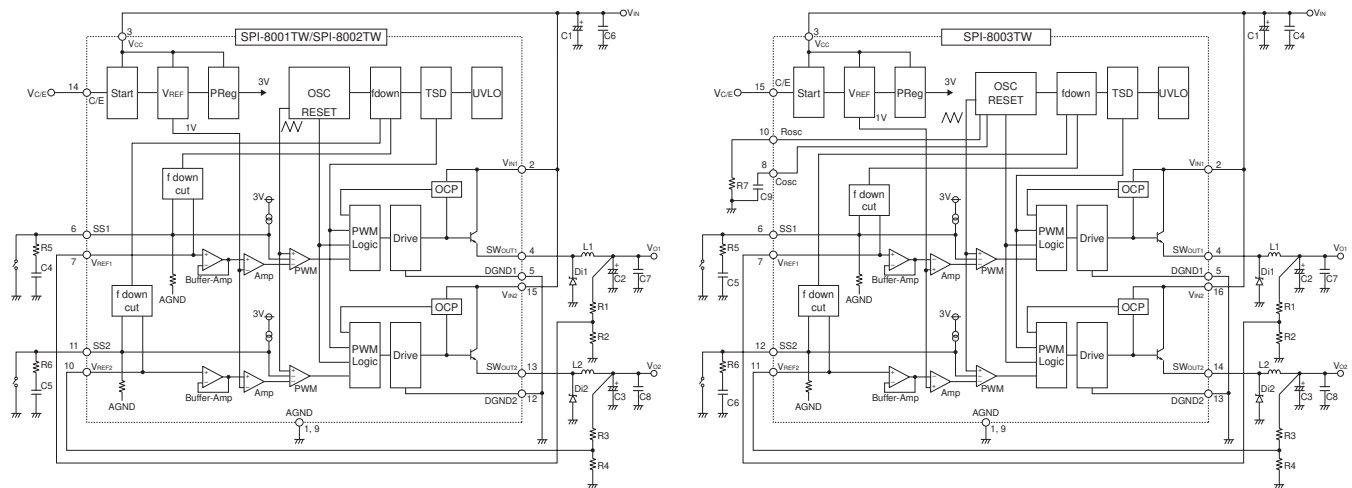 VIN
SPI-8001TW/SPI-8002TW
3
VCC
C1
+
C6
VC/E
14
C/E
Start
VREF
PReg
3V
OSC
RESET
fdown
TSD
UVLO
1V
VIN1
2
f down
cut
OCP
3V
6
SS1
PWM
Logic
Drive
R5
C4
7
VREF1
Buffer-Amp
Amp
PWM
SWOUT1
4
L1
VO1
Di1
C2
C7
DGND1
5
AGND
VIN2
15
f down
cut
OCP
R1
3V
R2
11
SS2
PWM
Logic
Drive
R6
C5
10
VREF2
Buffer-Amp
Amp
PWM
SWOUT2
13
L2
VO2
Di2
C3
C8
AGND
DGND2
12
AGND
1, 9
R3
R4
VIN
SPI-8003TW
3
VCC
C1
+
C4
VC/E
15
C/E
Start
VREF
PReg
3V
OSC
RESET
fdown
TSD
UVLO
1V
10
Rosc
8
Cosc
R7
C9
VIN1
2
f down
cut
OCP
3V
6
SS1
PWM
Logic
Drive
R5
C5
7
VREF1
Buffer-Amp
Amp
PWM
SWOUT1
4
L1
VO1
Di1
C2
C7
DGND1
5
AGND
VIN2
16
f down
cut
OCP
R1
3V
R2
12
SS2
PWM
Logic
Drive
R6
C6
11
VREF2
Buffer-Amp
Amp
PWM
SWOUT2
14
L2
VO2
Di2
C3
C8
AGND
DGND2
13
AGND
1, 9
R3
R4